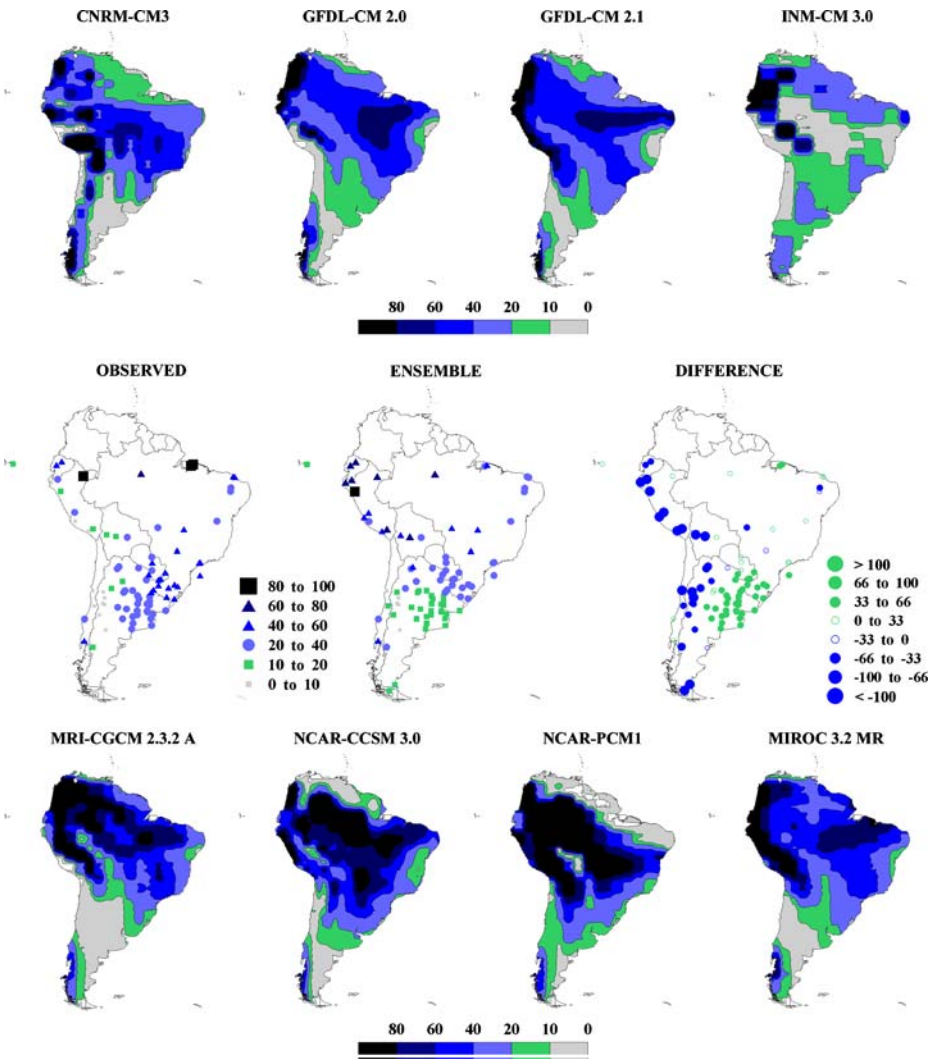 CNRM-CM3 GFDL-CM 2.0 GFDL-CM 2.1 INM-CM 3.0
80 60 40 20 10 0
OBSERVED ENSEMBLE DIFFERENCE
80 to 100
60 to 80
40 to 60
20 to 40
10 to 20
0 to 10
> 100
66 to 100
33 to 66
0 to 33
-33 to 0
-66 to -33
-100 to -66
< -100
MRI-CGCM 2.3.2 A NCAR-CCSM 3.0 NCAR-PCM1 MIROC 3.2 MR
80 60 40 20 10 0